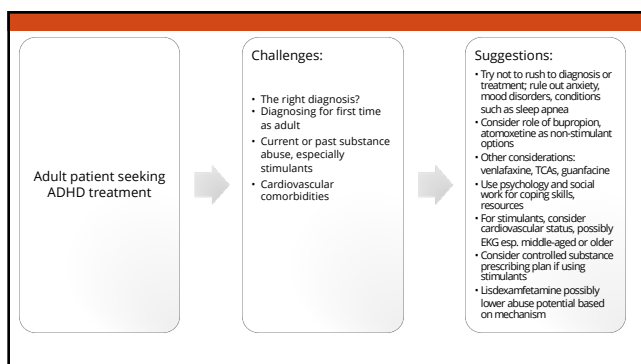 Adult patient seeking
ADHD treatment
Challenges:
• The right diagnosis?
• Diagnosing for first time
as adult
• Current or past substance
abuse, especially
stimulants
• Cardiovascular
comorbidities
Suggestions:
• Try not to rush to diagnosis or
treatment; rule out anxiety,
mood disorders, conditions
such as sleep apnea
• Consider role of bupropion,
atomoxetine as non-stimulant
options
• Other considerations:
venlafaxine, TCAs, guanfacine
• Use psychology and social
work for coping skills,
resources
• For stimulants, consider
cardiovascular status, possibly
EKG esp. middle-aged or older
• Consider controlled substance
prescribing plan if using
stimulants
• Lisdexamfetamine possibly
lower abuse potential based
on mechanism